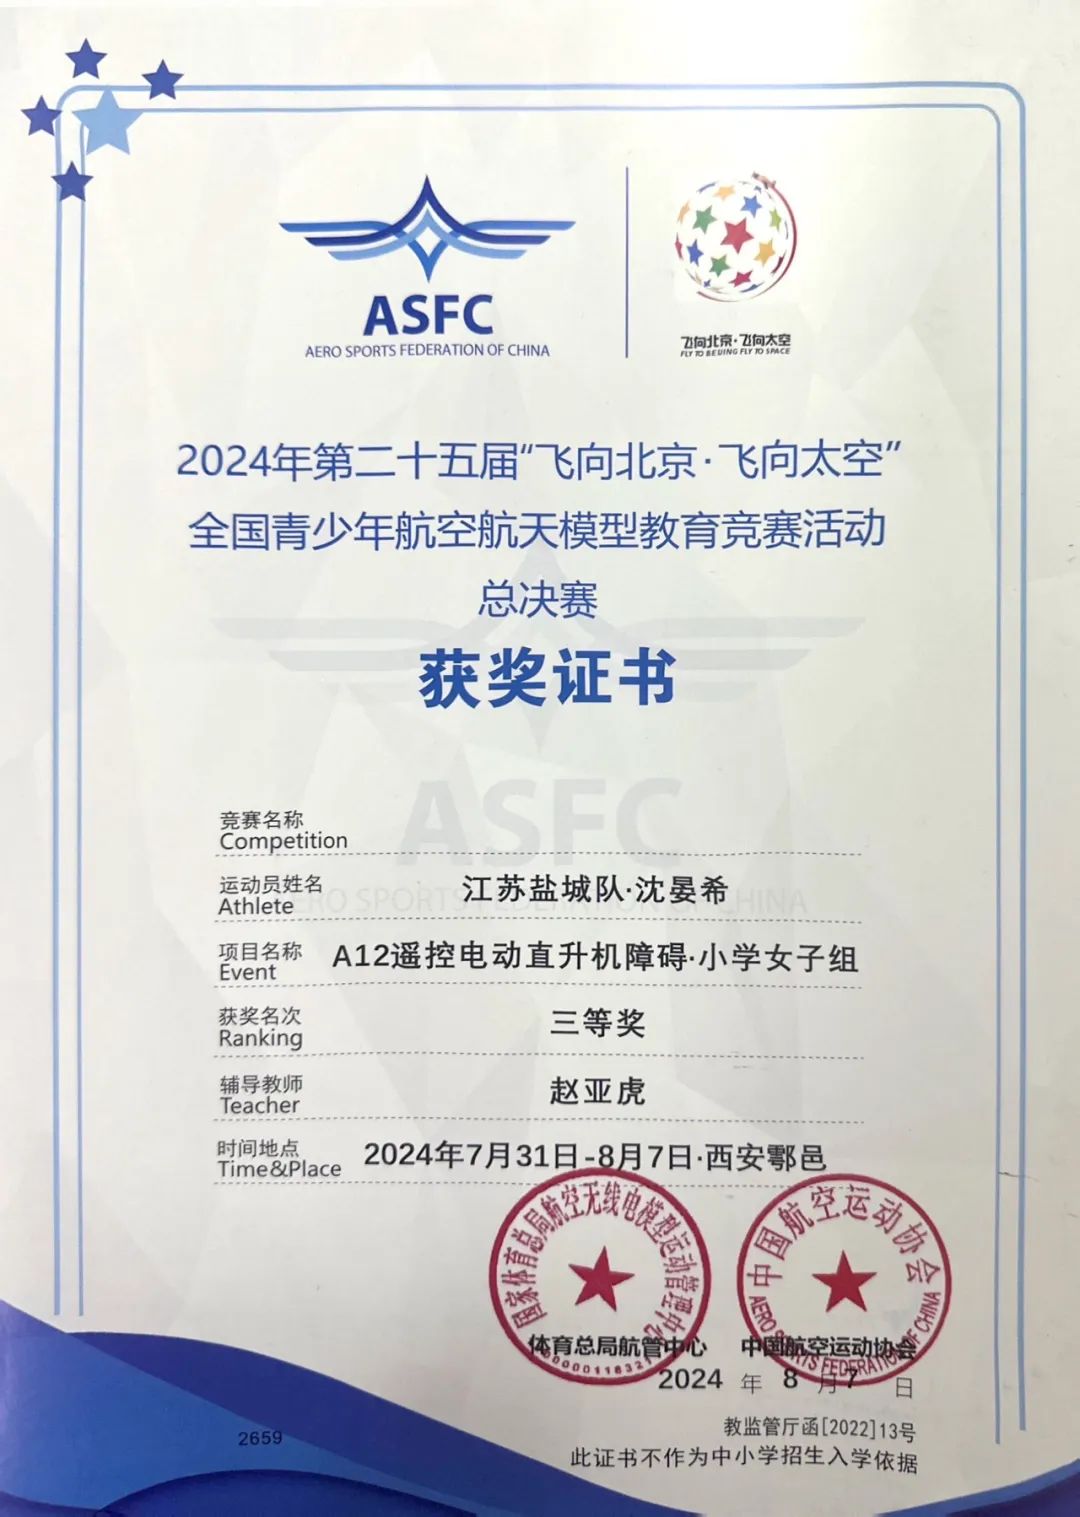 ASFC
AERO SPORTS FEDERATION OF CHINA
飞向北京·飞向太空
FLY TO BEIJING FLY TO SPACE
2024年第二十五届“飞向北京·飞向太空”
全国青少年航空航天模型教育竞赛活动
总决赛
获奖证书
ASFC
AERO SPORTS FEDERATION OF CHINA
竞赛名称
Competition
运动员姓名
Athlete
江苏盐城队·沈晏希
项目名称
Event
A12遥控电动直升机障碍·小学女子组
获奖名次
Ranking
三等奖
辅导教师
Teacher
赵亚虎
时间地点
Time&Place
2024年7月31日-8月7日·西安鄠邑
国家体育总局航空无线电模型运动管理中心
中国航空运动协会
AERO SPORTS FEDERATION OF CHINA
体育总局航管中心 中国航空运动协会
2024 年 8 月 7 日
教监管厅函[2022]13号
此证书不作为中小学招生入学依据
2659